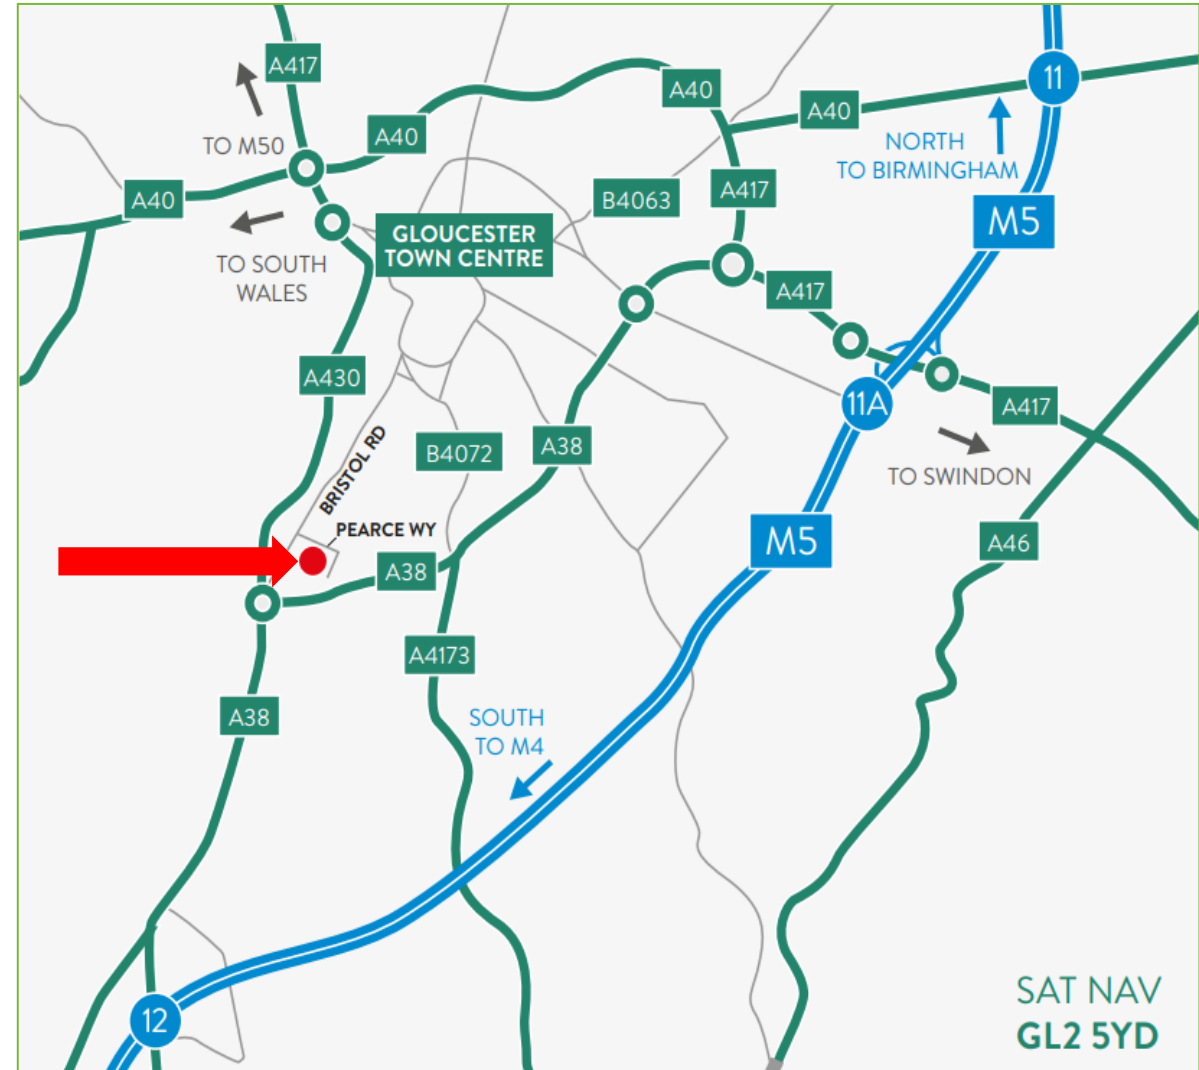 A417
11
A40
A40
A40
TO M50
NORTH
TO BIRMINGHAM
A40
A417
B4063
M5
GLOUCESTER
TOWN CENTRE
TO SOUTH
WALES
A417
A430
11A
A417
BRISTOL RD
B4072
A38
TO SWINDON
PEARCE WY
M5
A46
A38
A4173
A38
SOUTH
TO M4
12
SAT NAV
GL2 5YD